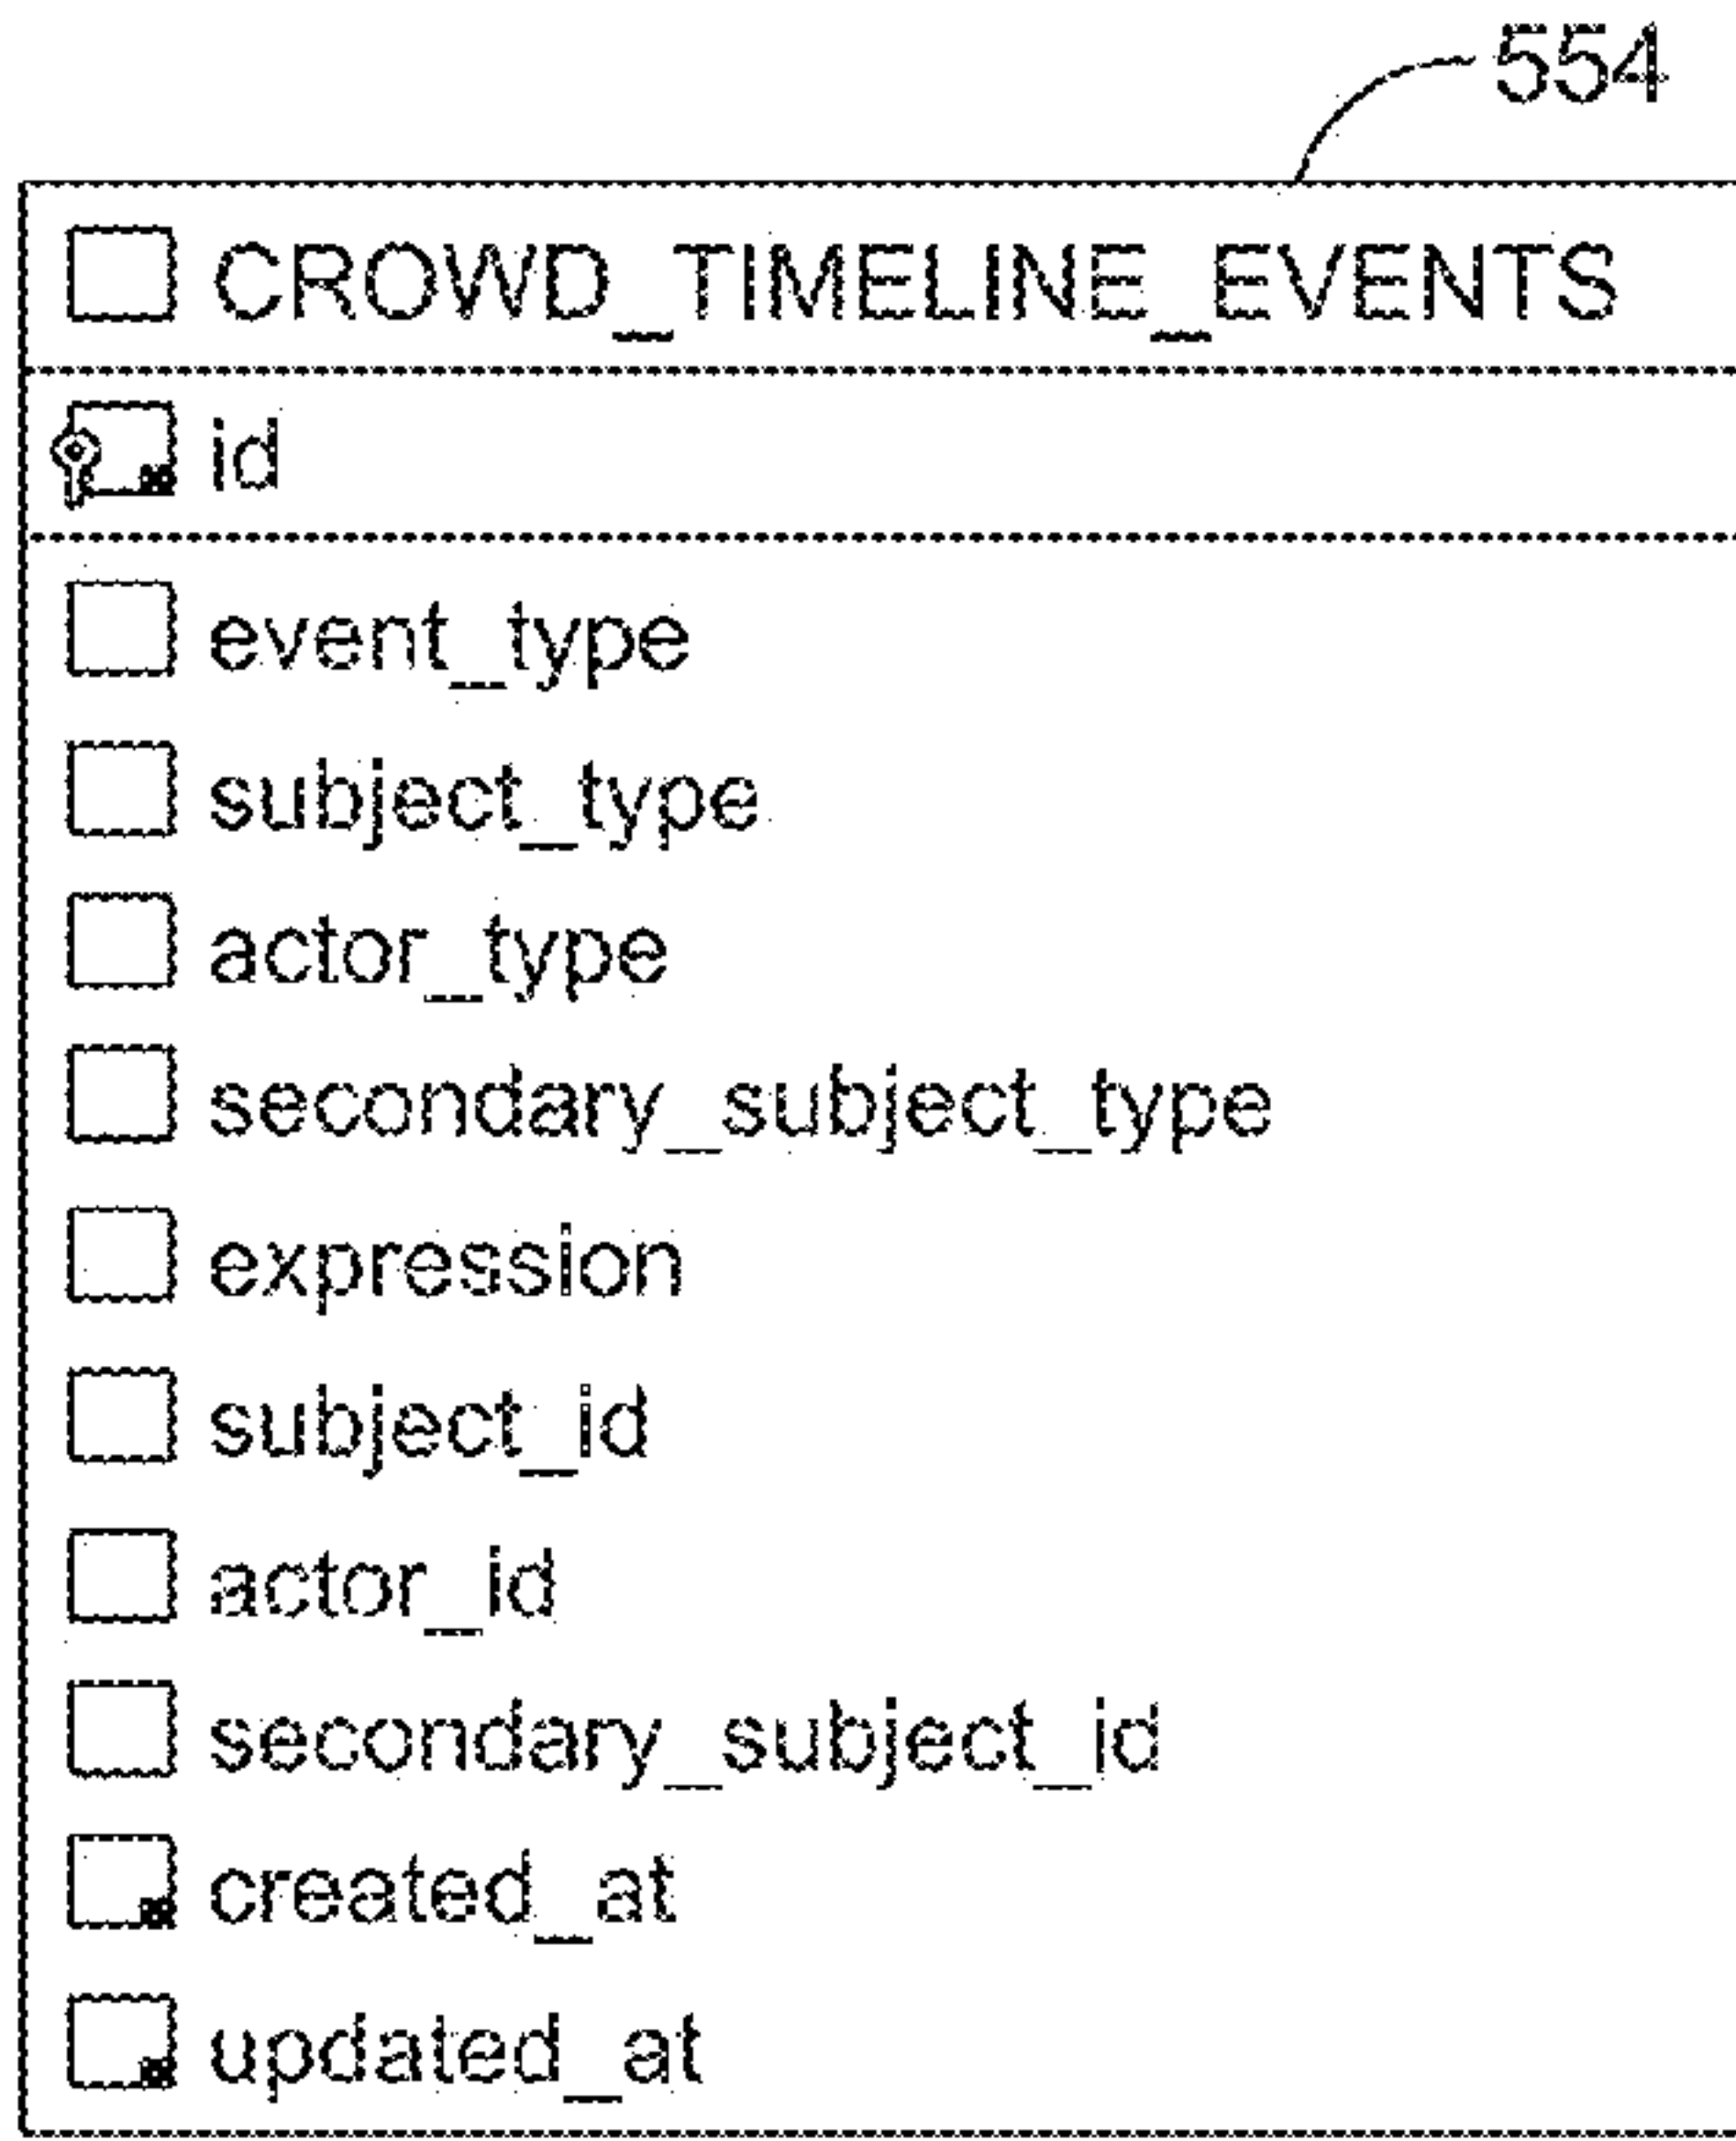 554
CROWD_TIMELINE_EVENTS
id
event_type
subject_type
actor_type
secondary_subject_type
expression
subject_id
actor_id
secondary_subject_id
created_at
updated_at